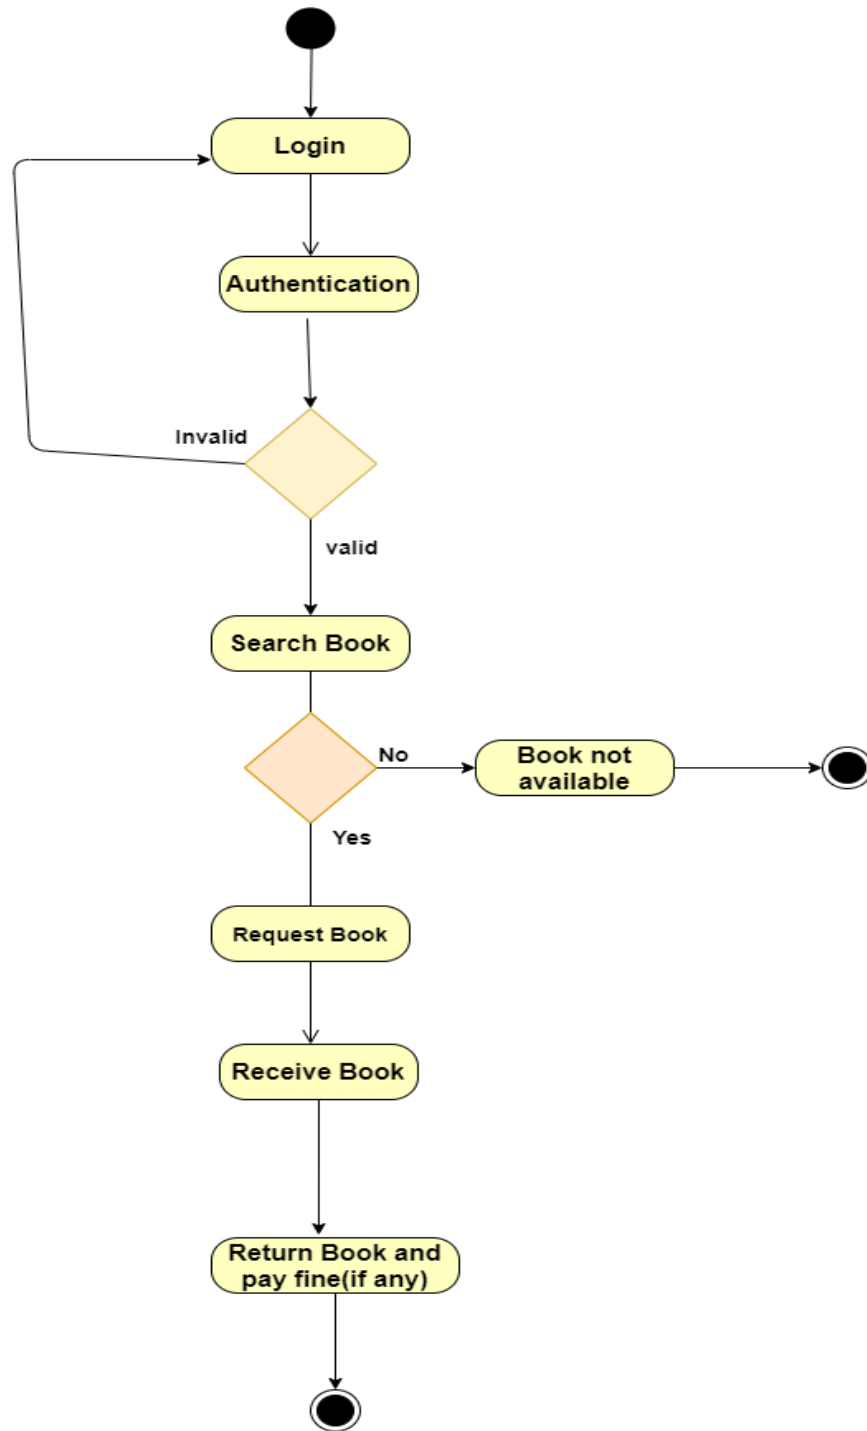 Login
Authentication
Invalid
valid
Search Book
No
Book not
available
Yes
Request Book
Receive Book
Return Book and
pay fine(if any)